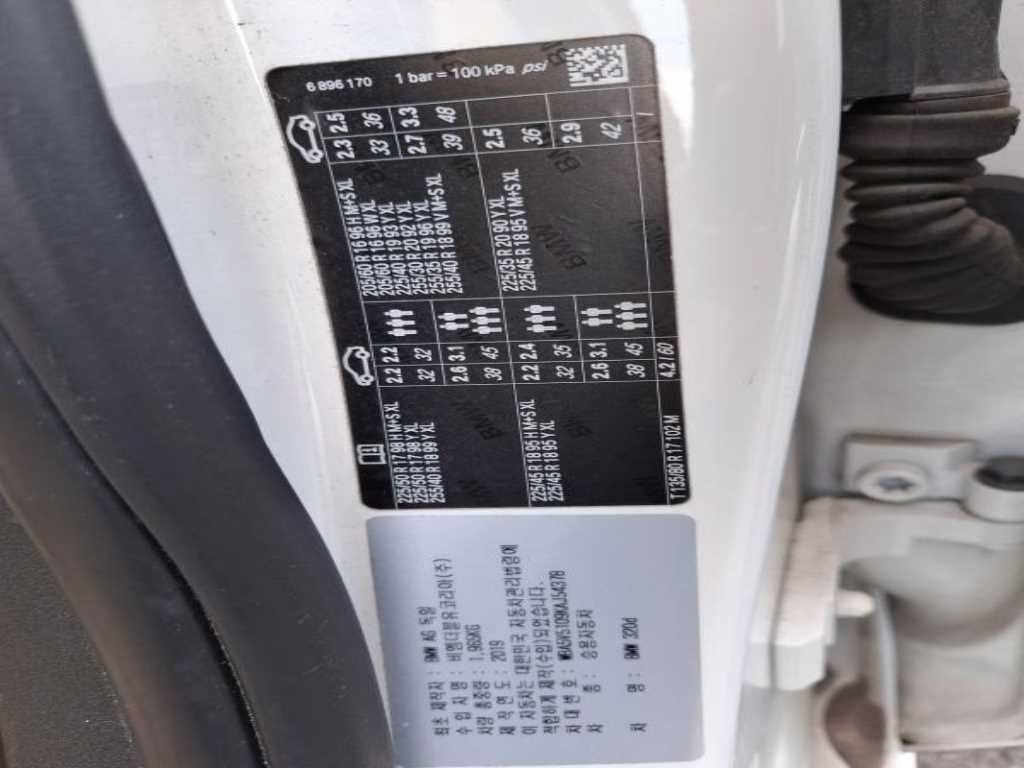 6 896 170 1 bar = 100 kPa psi
225/50 R 17 98 H M+S XL
225/50 R 17 98 Y XL
255/40 R 18 99 Y XL
2.2 2.2
32 32
2.6 3.1
38 45
205/60 R 16 96 H M+S XL
205/60 R 16 96 W XL
225/40 R 19 93 Y XL
255/30 R 20 92 Y XL
255/35 R 19 96 Y XL
255/40 R 18 99 V M+S XL
2.3 2.5
33 36
2.7 3.3
39 48
225/45 R 18 95 H M+S XL
225/45 R 18 95 Y XL
2.2 2.4
32 35
2.6 3.1
38 45
225/35 R 20 90 Y XL
225/45 R 18 95 V M+S XL
2.5
36
2.9
42
T 135/80 R 17 102 M
4.2 / 60
/
최초 제작자 : BMW AG 독일
수 입 자 명 : 비엠더블유코리아(주)
차량 총중량 : 1,965KG
제 작 연 도 : 2019
이 자동차는 대한민국 자동차관리법령에
적합하게 제작(수입)되었습니다.
차 대 번 호 :
차 종 : 승용자동차
차 명 : BMW 320d